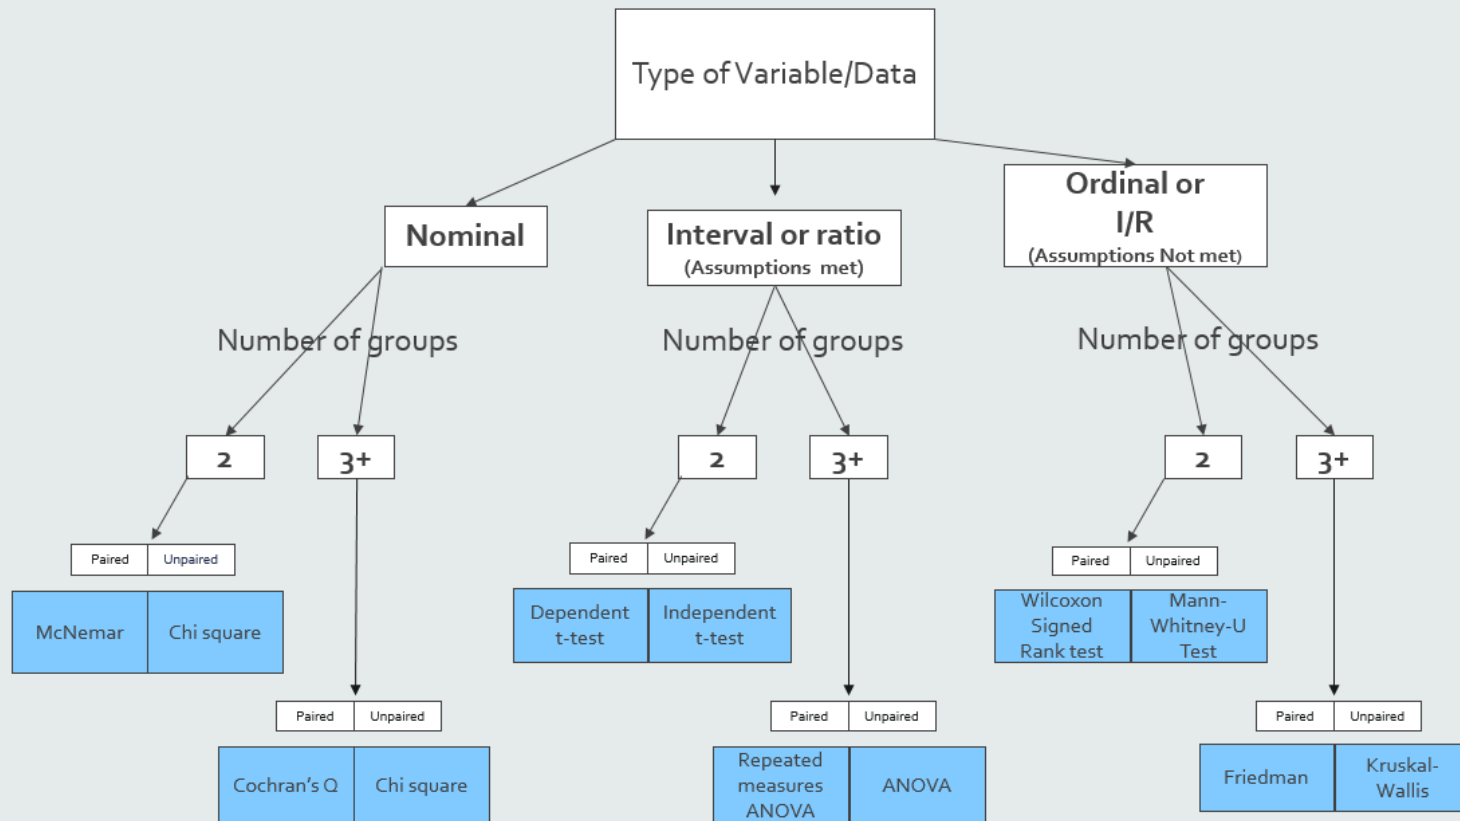 Type of Variable/Data
Nominal
Interval or ratio
(Assumptions met)
Ordinal or
I/R
(Assumptions Not met)
Number of groups
Number of groups
Number of groups
2
3+
2
3+
2
3+
Paired
Unpaired
McNemar
Chi square
Paired
Unpaired
Dependent
t-test
Independent
t-test
Paired
Unpaired
Wilcoxon
Signed
Rank test
Mann-
Whitney-U
Test
Paired
Unpaired
Cochran's Q
Chi square
Paired
Unpaired
Repeated
measures
ANOVA
ANOVA
Paired
Unpaired
Friedman
Kruskal-
Wallis